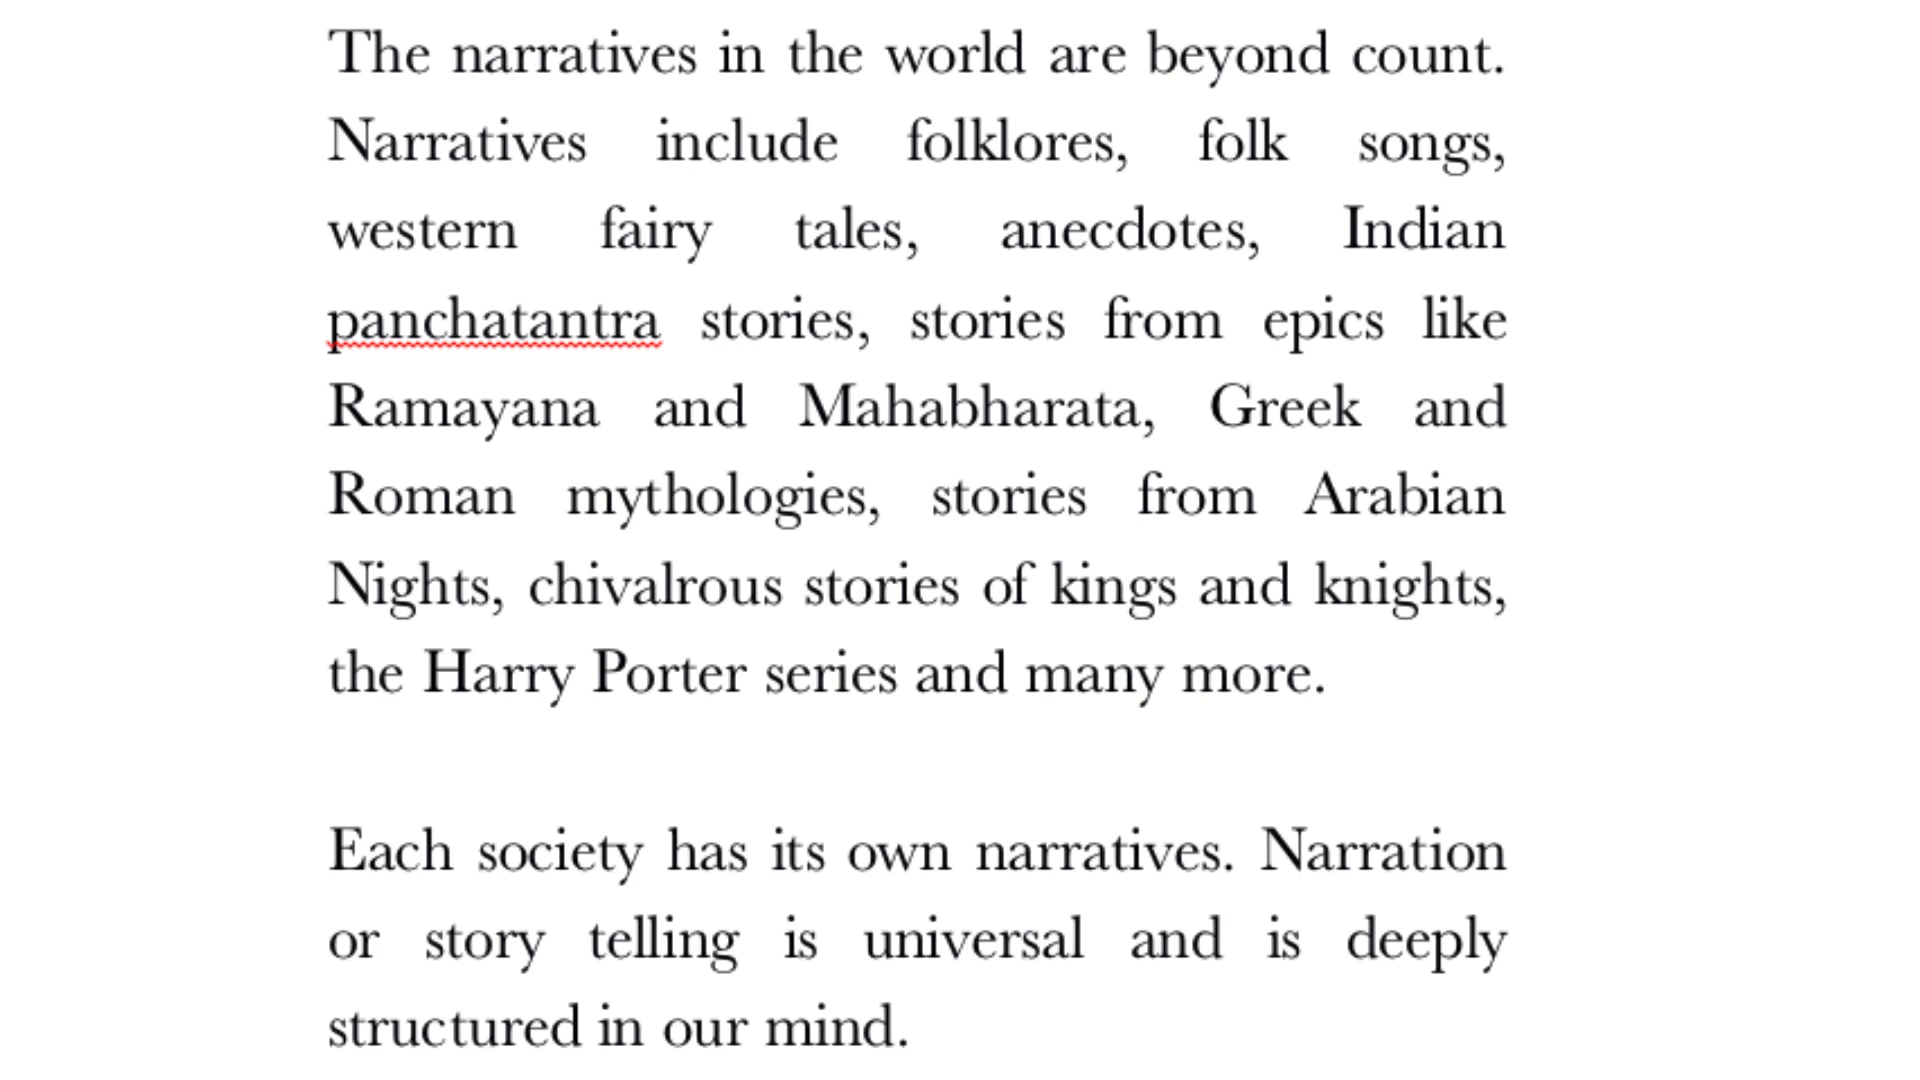 The narratives in the world are beyond count.
Narratives include folklores, folk songs,
western fairy tales, anecdotes, Indian
panchatantra stories, stories from epics like
Ramayana and Mahabharata, Greek and
Roman mythologies, stories from Arabian
Nights, chivalrous stories of kings and knights,
the Harry Porter series and many more.
Each society has its own narratives. Narration
or story telling is universal and is deeply
structured in our mind.